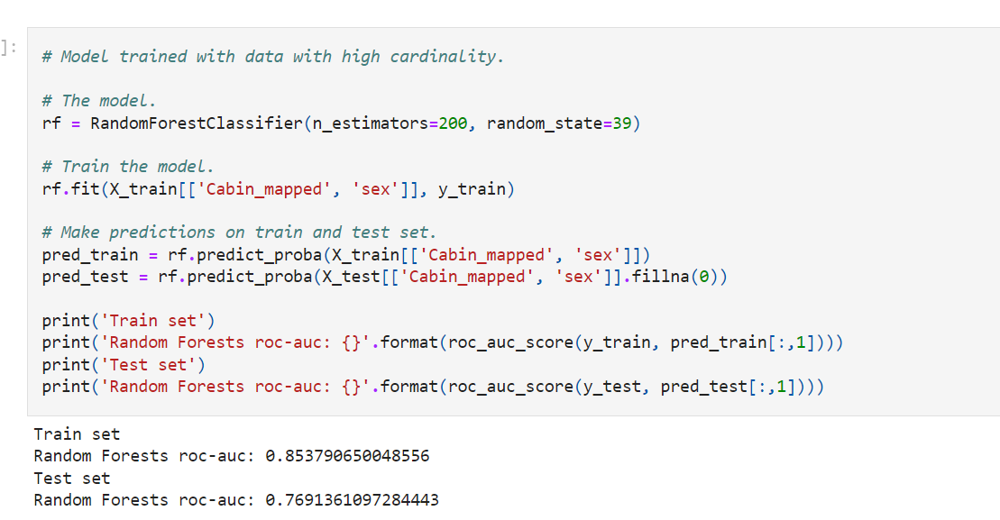 ]:
# Model trained with data with high cardinality.
# The model.
rf = RandomForestClassifier(n_estimators=200, random_state=39)
# Train the model.
rf.fit(X_train[['Cabin_mapped', 'sex']], y_train)
# Make predictions on train and test set.
pred_train = rf.predict_proba(X_train[['Cabin_mapped', 'sex']])
pred_test = rf.predict_proba(X_test[['Cabin_mapped', 'sex']].fillna(0))
print('Train set')
print('Random Forests roc-auc: {}'.format(roc_auc_score(y_train, pred_train[:,1])))
print('Test set')
print('Random Forests roc-auc: {}'.format(roc_auc_score(y_test, pred_test[:,1])))
Train set
Random Forests roc-auc: 0.853790650048556
Test set
Random Forests roc-auc: 0.7691361097284443